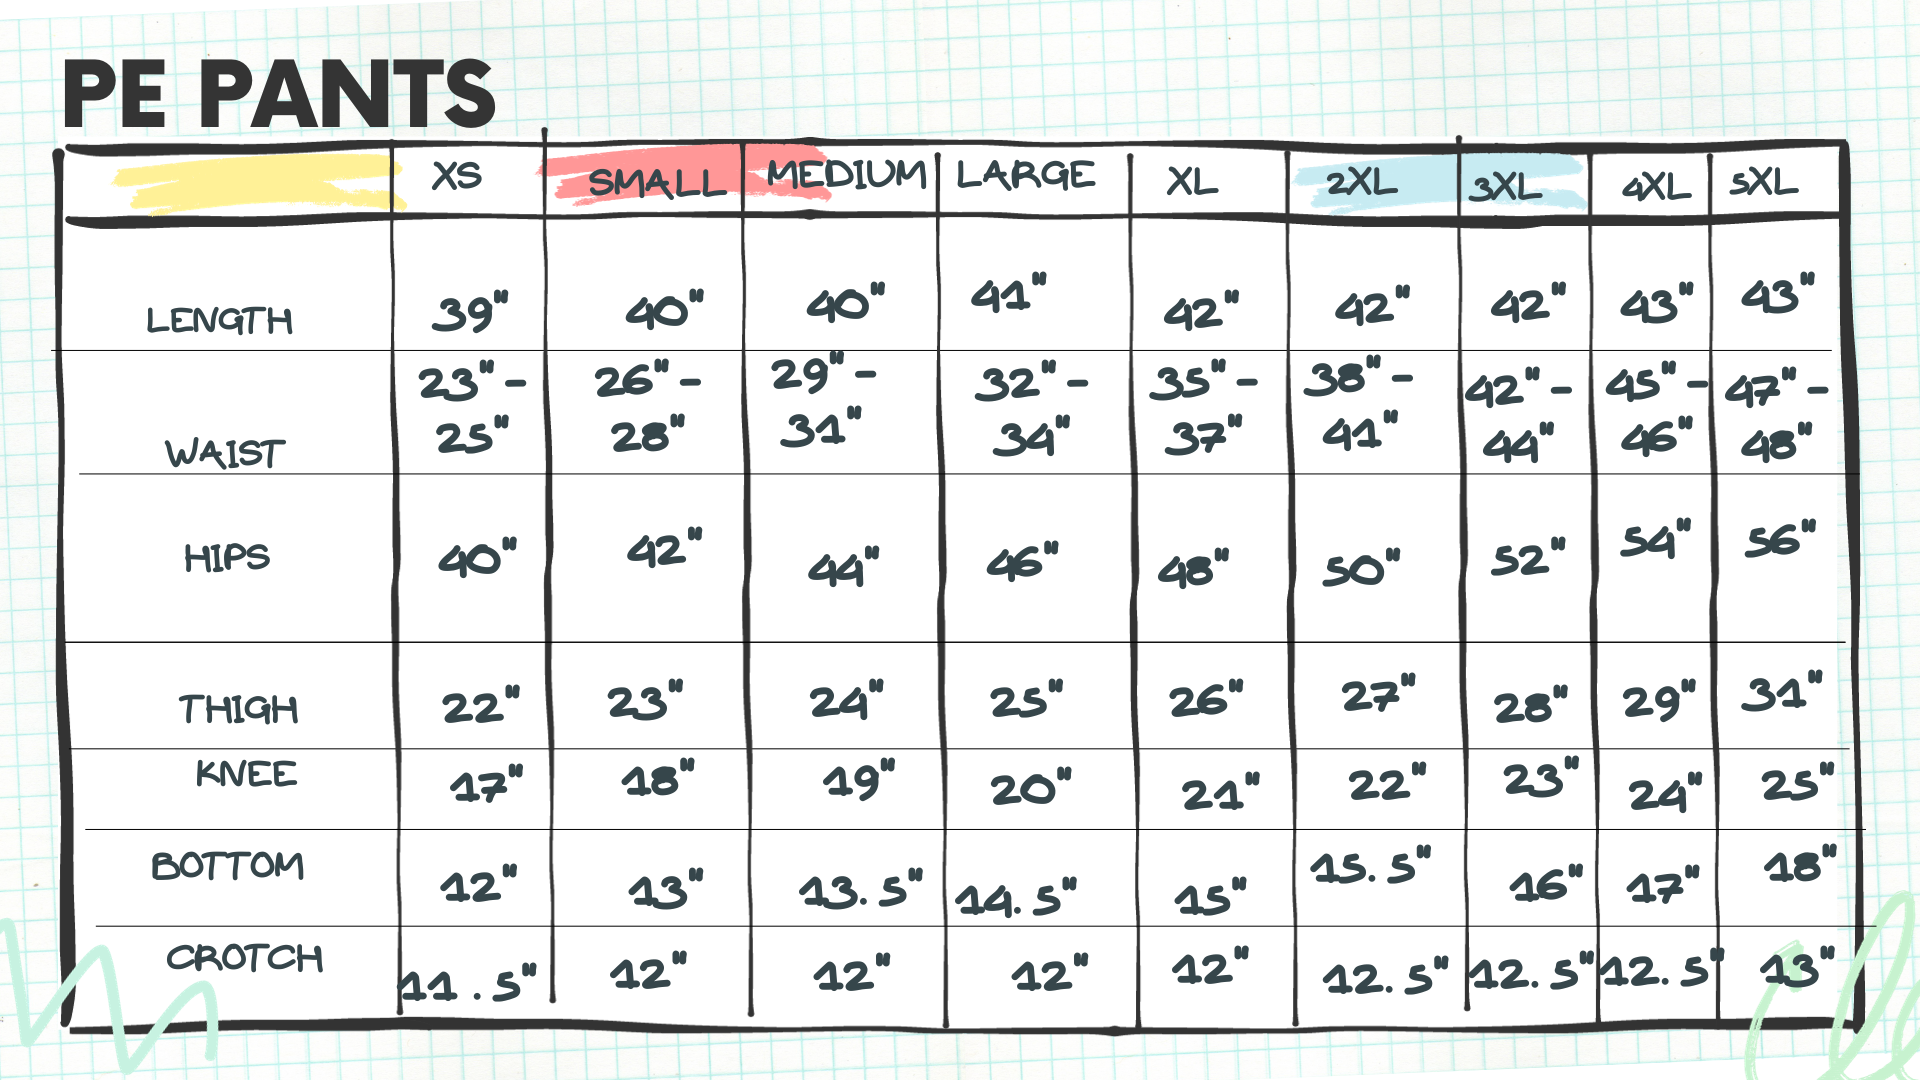 PE PANTS
XS SMALL MEDIUM LARGE XL 2XL 3XL 4XL 5XL
LENGTH 39" 40" 40" 41" 42" 42" 42" 43" 43"
WAIST 23"- 25" 26"- 28" 29"- 31" 32"- 34" 35"- 37" 38"- 41" 42"- 44" 45"- 46" 47"- 48"
HIPS 40" 42" 44" 46" 48" 50" 52" 54" 56"
THIGH 22" 23" 24" 25" 26" 27" 28" 29" 31"
KNEE 17" 18" 19" 20" 21" 22" 23" 24" 25"
BOTTOM 12" 13" 13.5" 14.5" 15" 15.5" 16" 17" 18"
CROTCH 11.5" 12" 12" 12" 12" 12.5" 12.5" 12.5" 13"